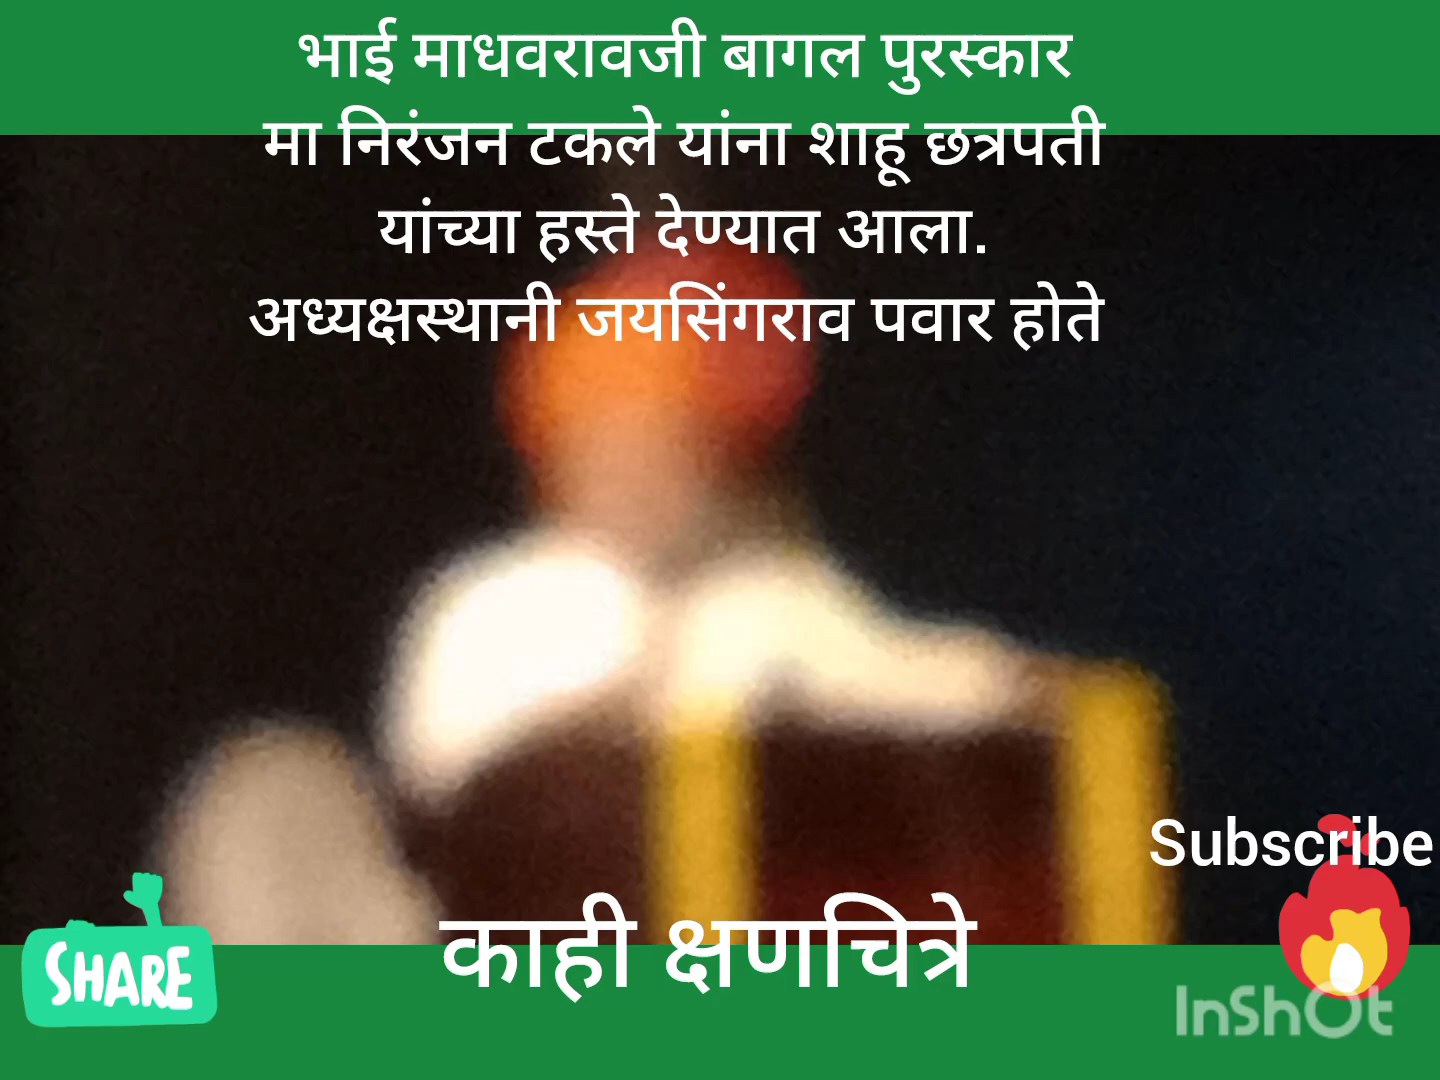 भाई माधवरावजी बागल पुरस्कार
मा निरंजन टकले यांना शाहू छत्रपती
यांच्या हस्ते देण्यात आला.
अध्यक्षस्थानी जयसिंगराव पवार होते
Subscribe
काही क्षणचित्रे
SHARE
InShOt